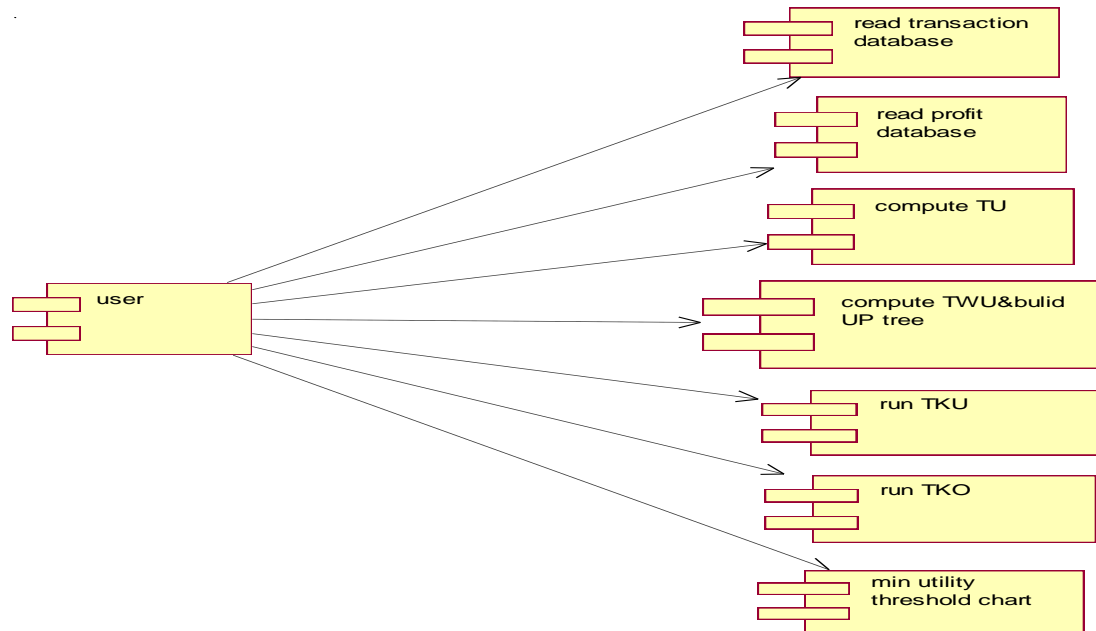 read transaction
database
read profit
database
compute TU
user
compute TWU&bulid
UP tree
run TKU
run TKO
min utility
threshold chart